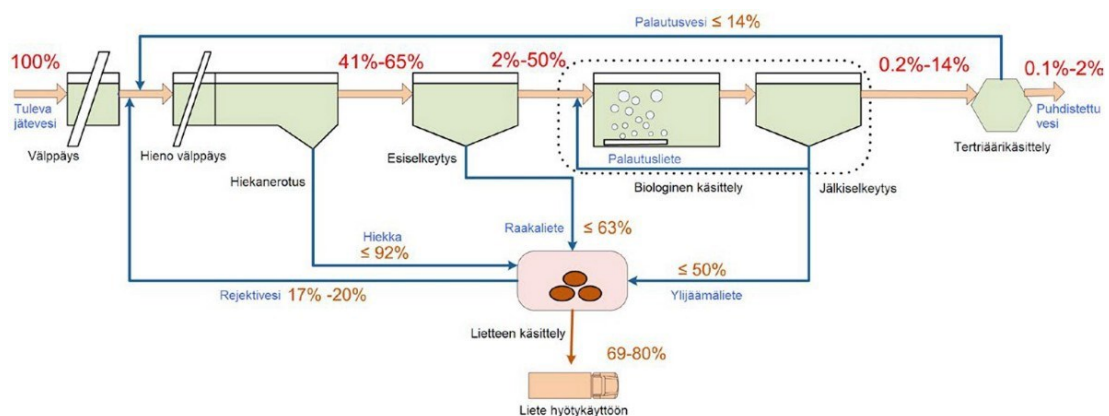 Palautusvesi ≤ 14%
100%
41%-65%
2%-50%
0.2%-14%
0.1%-2%
Tuleva
jätevesi
Puhdistettu
vesi
Välppäys
Hieno välppäys
Hiekanerotus
Esiselkeytys
Palautusliete
Biologinen käsittely
Jälkiselkeytys
Tertriäärikäsittely
Hiekka
≤ 92%
Raakaliete
≤ 63%
≤ 50%
Ylijäämäliete
Rejektivesi 17% -20%
Lietteen käsittely
69-80%
Liete hyötykäyttöön